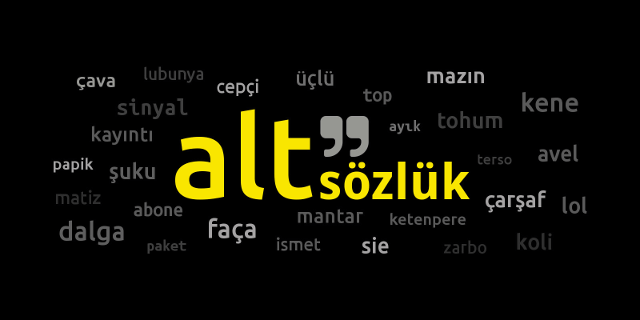 çava lubunya cepçi üçlü mazın
sinyal top kene
kayıntı ayık tohum
papik şuku alt” terso avel
sözlük
matiz abone mantar ketenpere çarşaf lol
dalga faça
paket ismet sie zarbo koli